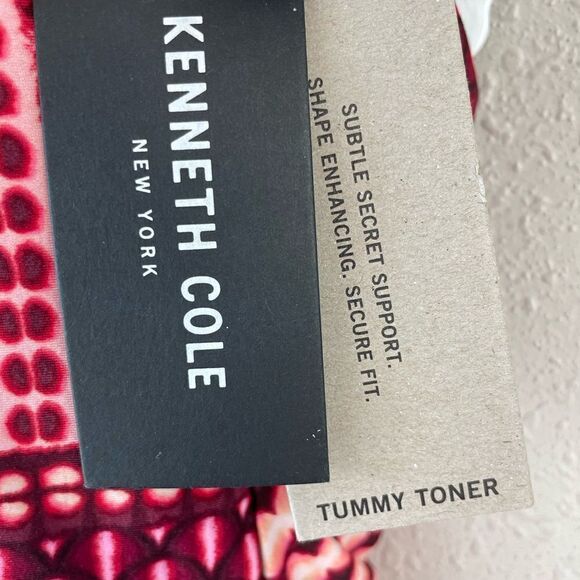 KENNETH COLE
NEW YORK
SUBTLE SECRET SUPPORT.
SHAPE ENHANCING. SECURE FIT.
TUMMY TONER